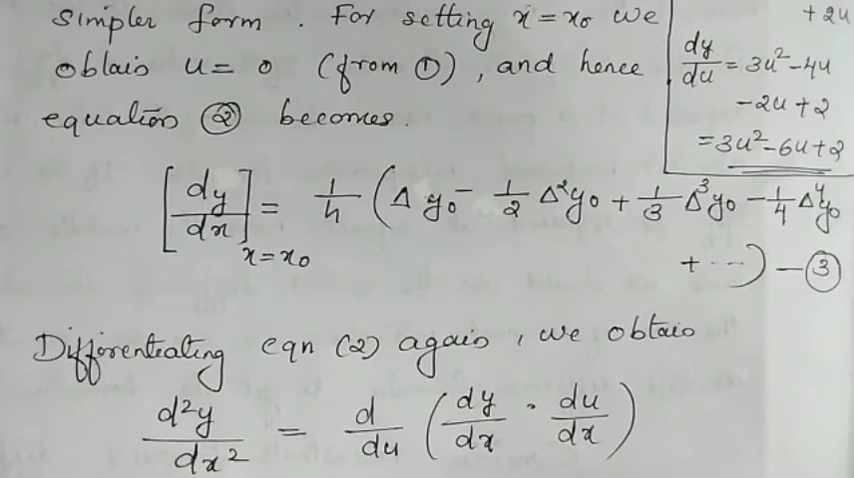 simpler form. For setting x = x₀ we
obtain u = 0 (from ①), and hence
equation ② becomes.
+ 2u
dy/du = 3u² - 4u
- 2u + 2
= 3u² - 6u + 2
[dy/dx]ₓ₌ₓ₀ = 1/h (Δy₀ - 1/2 Δ²y₀ + 1/3 Δ³y₀ - 1/4 Δ⁴y₀
+ ...) - ③
Differentiating eqn (2) again, we obtain
d²y/dx² = d/du (dy/dx · du/dx)